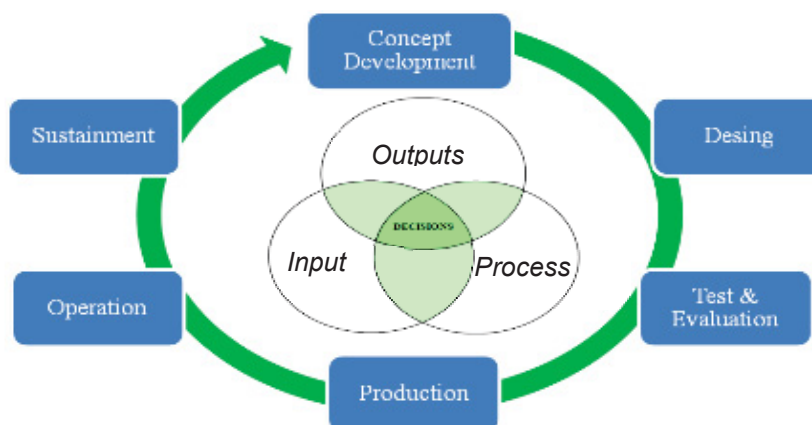 Concept
Development
Sustainment
Desing
Outputs
DECISIONS
Input
Process
Operation
Test &
Evaluation
Production